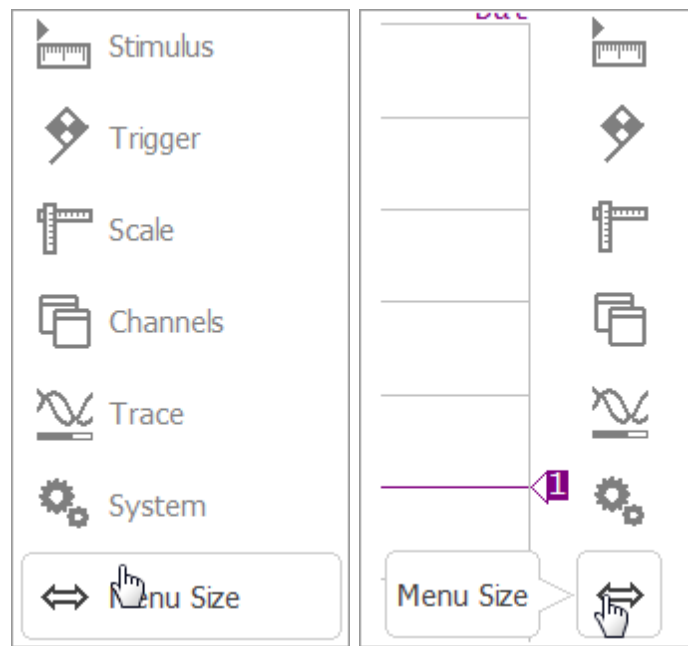 Stimulus
Trigger
Scale
Channels
Trace
System
Menu Size
1
Menu Size